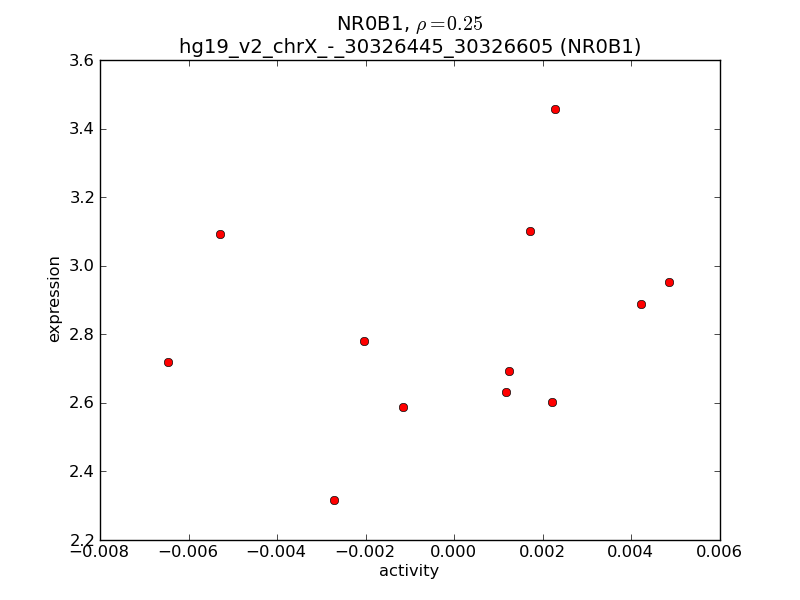 NR0B1, ρ = 0.25
hg19_v2_chrX_-_30326445_30326605 (NR0B1)
3.6
3.4
3.2
3.0
2.8
2.6
2.4
2.2
expression
−0.008 −0.006 −0.004 −0.002 0.000 0.002 0.004 0.006
activity